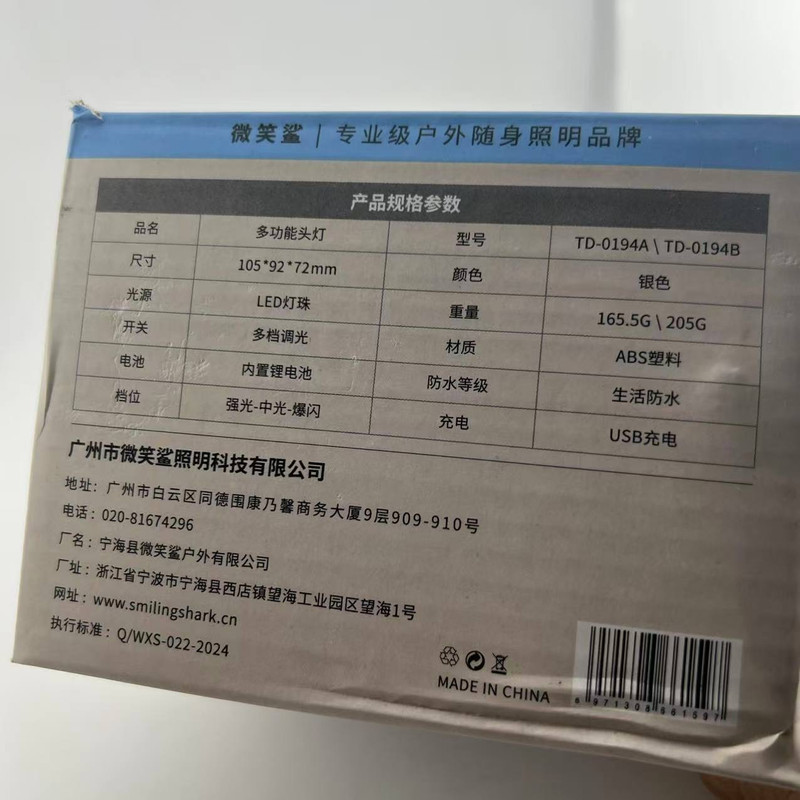 微笑鲨 | 专业级户外随身照明品牌
产品规格参数
品名 多功能头灯 型号 TD-0194A \ TD-0194B
尺寸 105*92*72mm 颜色 银色
光源 LED灯珠 重量 165.5G \ 205G
开关 多档调光 材质 ABS塑料
电池 内置锂电池 防水等级 生活防水
档位 强光-中光-爆闪 充电 USB充电
广州市微笑鲨照明科技有限公司
地址：广州市白云区同德围康乃馨商务大厦9层909-910号
电话：020-81674296
厂名：宁海县微笑鲨户外有限公司
厂址：浙江省宁波市宁海县西店镇望海工业园区望海1号
网址：www.smilingshark.cn
执行标准：Q/WXS-022-2024
MADE IN CHINA
6 971308 861597